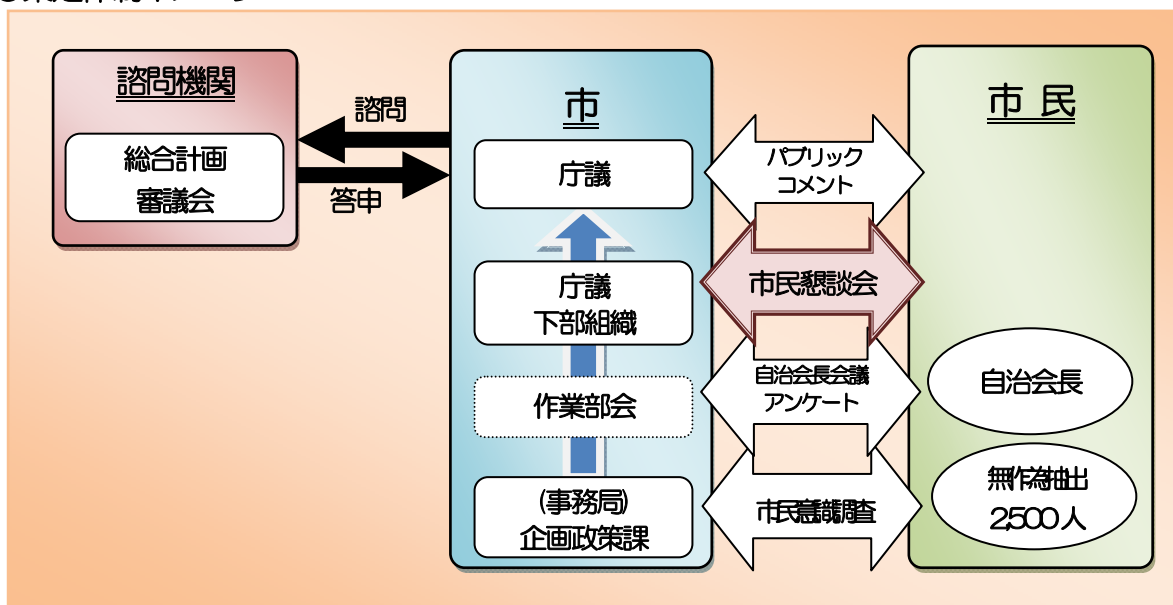 諮問機関
総合計画
審議会
諮問
答申
市
庁議
庁議
下部組織
作業部会
(事務局)
企画政策課
パブリック
コメント
市民懇談会
自治会長会議
アンケート
市民意識調査
市 民
自治会長
無作為抽出
2,500人